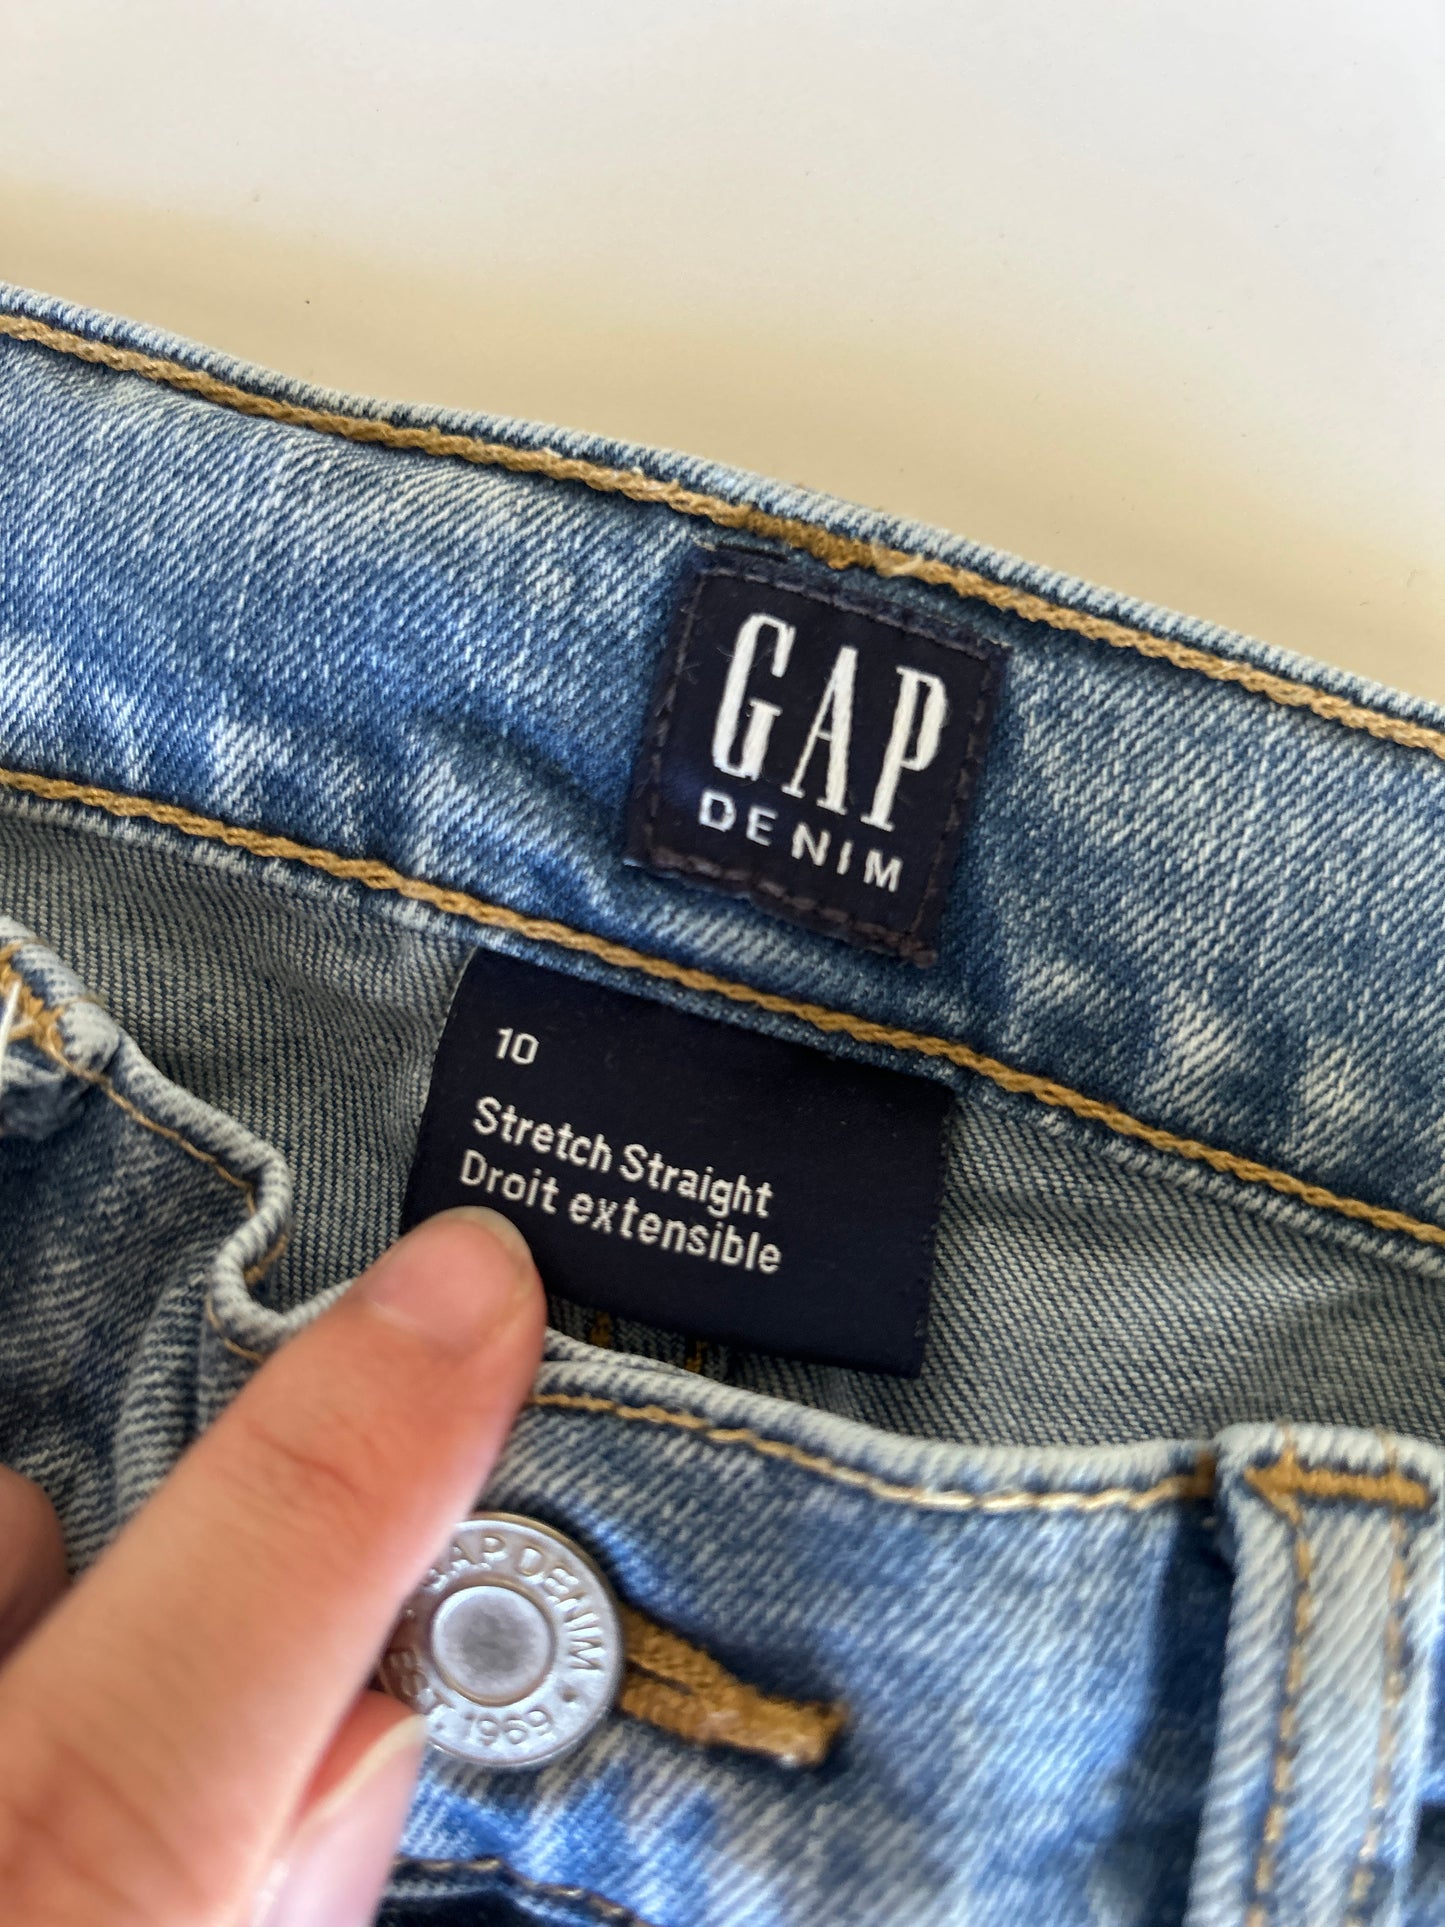 GAP
DENIM
10
Stretch Straight
Droit extensible
GAP DENIM • EST. 1969 •